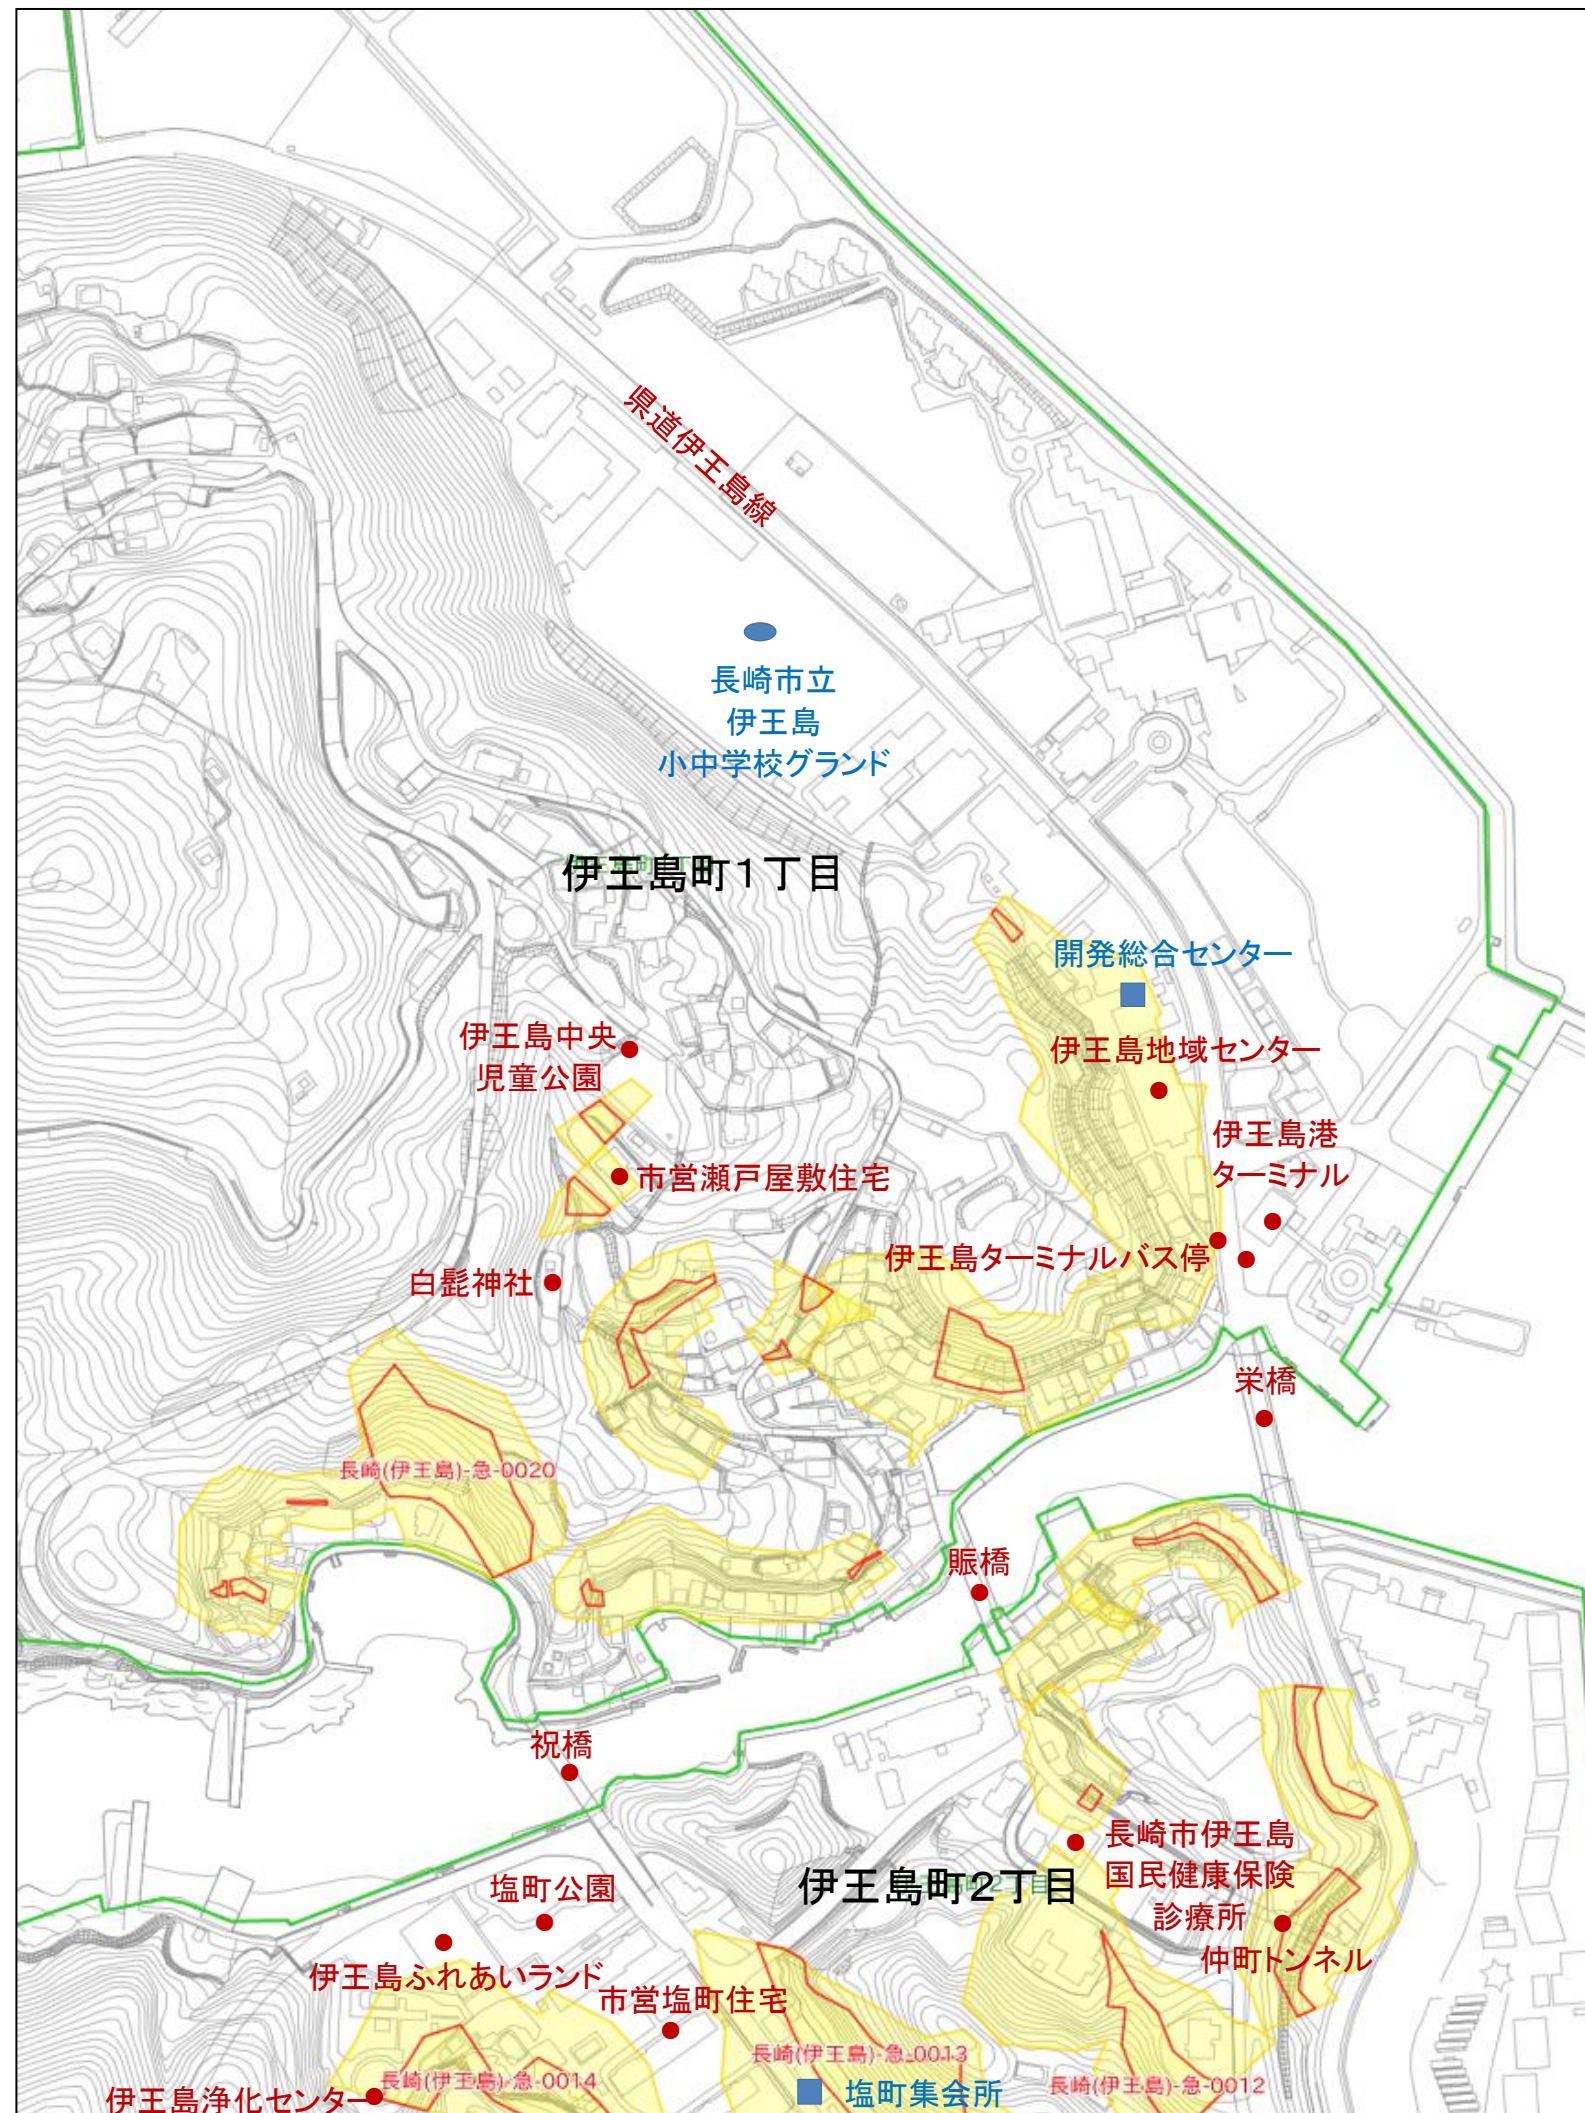 県道伊王島線
長崎市立
伊王島
小中学校グランド
伊王島町１丁目
開発総合センター
伊王島中央
児童公園
伊王島地域センター
伊王島港
ターミナル
市営瀬戸屋敷住宅
伊王島ターミナルバス停
白髭神社
栄橋
長崎(伊王島)-急-0020
賑橋
祝橋
長崎市伊王島
国民健康保険
診療所
伊王島町２丁目
塩町公園
仲町トンネル
伊王島ふれあいランド
市営塩町住宅
長崎(伊王島)-急-0013
長崎(伊王島)-急-0014
長崎(伊王島)-急-0012
塩町集会所
伊王島浄化センター